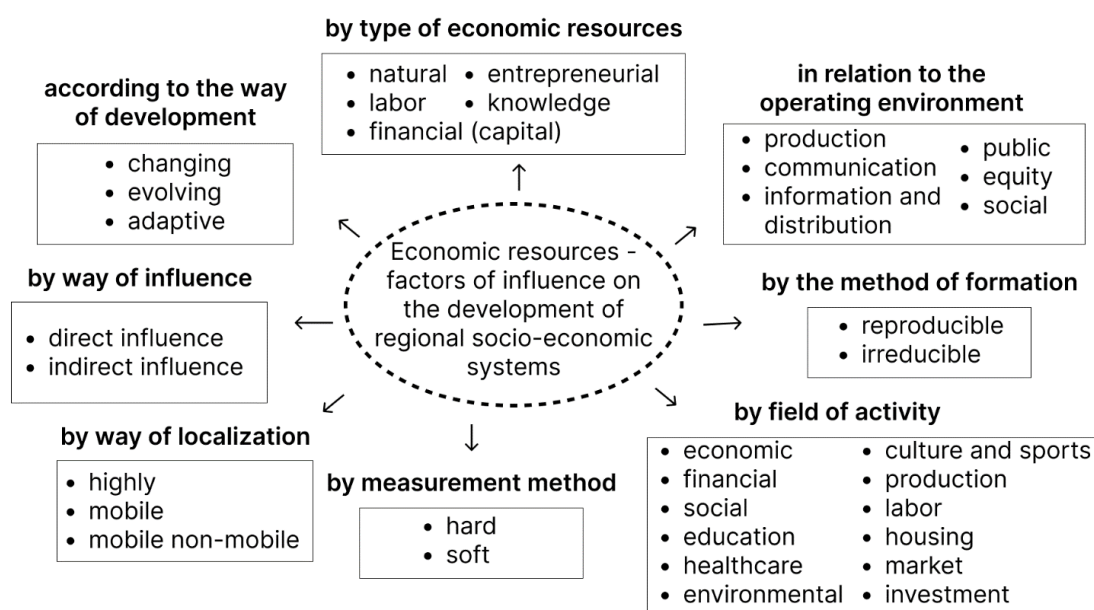 by type of economic resources
• natural
• labor
• financial (capital)
• entrepreneurial
• knowledge
according to the way
of development
• changing
• evolving
• adaptive
in relation to the
operating environment
• production
• communication
• information and
distribution
• public
• equity
• social
Economic resources -
factors of influence on
the development of
regional socio-economic
systems
by way of influence
• direct influence
• indirect influence
by the method of formation
• reproducible
• irreducible
by way of localization
• highly
• mobile
• mobile non-mobile
by measurement method
• hard
• soft
by field of activity
• economic
• financial
• social
• education
• healthcare
• environmental
• culture and sports
• production
• labor
• housing
• market
• investment